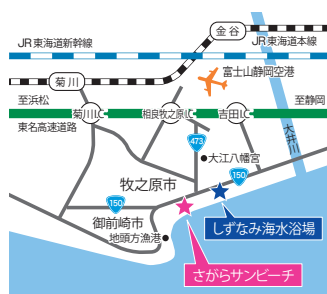 金谷
JR東海道新幹線
JR東海道本線
菊川
富士山静岡空港
至浜松
菊川I.C
相良牧之原I.C
吉田I.C
至静岡
東名高速道路
大井川
473
大江八幡宮
牧之原市
150
150
しずなみ海水浴場
御前崎市
地頭方漁港
さがらサンビーチ